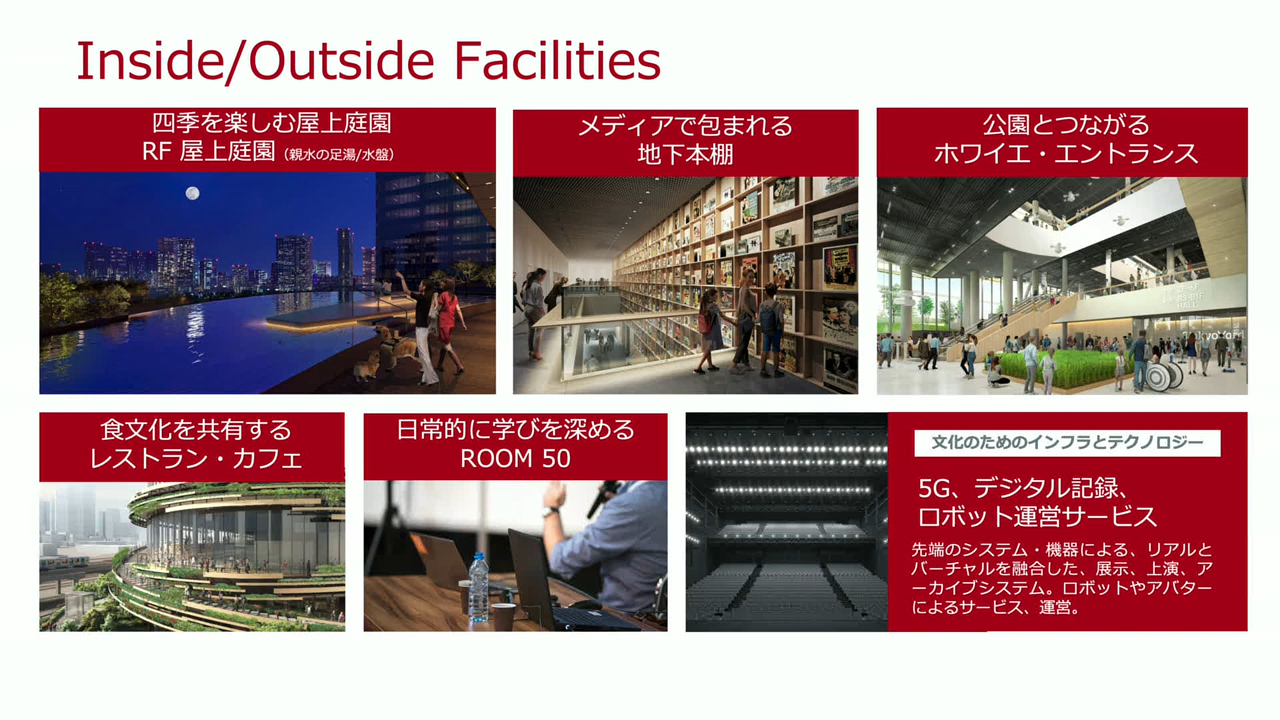 Inside/Outside Facilities
四季を楽しむ屋上庭園
RF 屋上庭園（親水の足湯/水盤）
メディアで包まれる
地下本棚
公園とつながる
ホワイエ・エントランス
食文化を共有する
レストラン・カフェ
日常的に学びを深める
ROOM 50
文化のためのインフラとテクノロジー
5G、デジタル記録、
ロボット運営サービス
先端のシステム・機器による、リアルと
バーチャルを融合した、展示、上演、ア
ーカイブシステム。ロボットやアバター
によるサービス、運営。